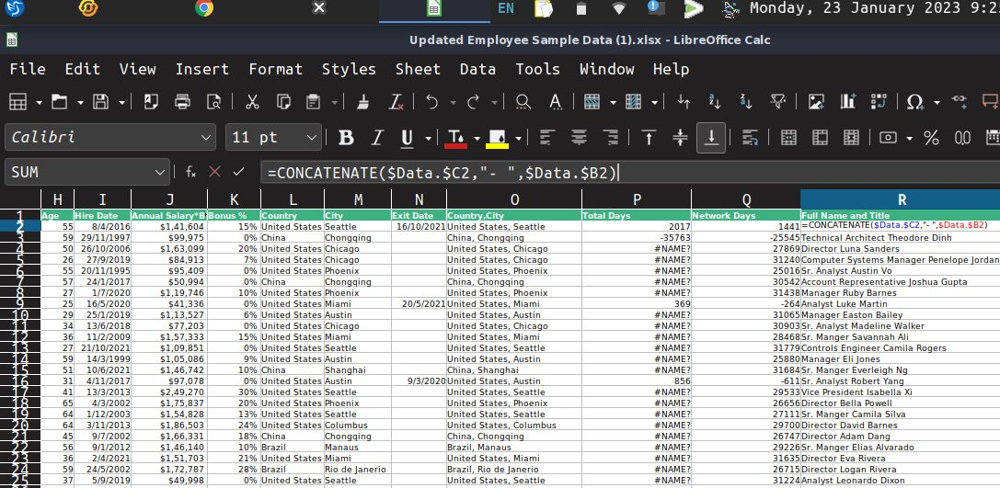 EN Monday, 23 January 2023 9:2
Updated Employee Sample Data (1).xlsx - LibreOffice Calc
File Edit View Insert Format Styles Sheet Data Tools Window Help
Calibri 11 pt B I U
SUM fx =CONCATENATE($Data.$C2,"- ",$Data.$B2)
H I J K L M N O P Q R
1 Age Hire Date Annual Salary*B Bonus % Country City Exit Date Country,City Total Days Network Days Full Name and Title
2 55 8/4/2016 $1,41,604 15% United States Seattle 16/10/2021 United States, Seattle 2017 1441 =CONCATENATE($Data.$C2,"- ",$Data.$B2)
3 59 29/11/1997 $99,975 0% China Chongqing China, Chongqing -35763 -25545 Technical Architect Theodore Dinh
4 50 26/10/2006 $1,63,099 20% United States Chicago United States, Chicago #NAME? 27869 Director Luna Sanders
5 26 27/9/2019 $84,913 7% United States Chicago United States, Chicago #NAME? 31240 Computer Systems Manager Penelope Jordan
6 55 20/11/1995 $95,409 0% United States Phoenix United States, Phoenix #NAME? 25016 Sr. Analyst Austin Vo
7 57 24/1/2017 $50,994 0% China Chongqing China, Chongqing #NAME? 30542 Account Representative Joshua Gupta
8 27 1/7/2020 $1,19,746 10% United States Phoenix United States, Phoenix #NAME? 31438 Manager Ruby Barnes
9 25 16/5/2020 $41,336 0% United States Miami 20/5/2021 United States, Miami 369 -264 Analyst Luke Martin
10 29 25/1/2019 $1,13,527 6% United States Austin United States, Austin #NAME? 31065 Manager Easton Bailey
11 34 13/6/2018 $77,203 0% United States Chicago United States, Chicago #NAME? 30903 Sr. Analyst Madeline Walker
12 36 11/2/2009 $1,57,333 15% United States Miami United States, Miami #NAME? 28468 Sr. Manger Savannah Ali
13 27 21/10/2021 $1,09,851 0% United States Seattle United States, Seattle #NAME? 31779 Controls Engineer Camila Rogers
14 59 14/3/1999 $1,05,086 9% United States Austin United States, Austin #NAME? 25880 Manager Eli Jones
15 51 10/6/2021 $1,46,742 10% China Shanghai China, Shanghai #NAME? 31684 Sr. Manger Everleigh Ng
16 31 4/11/2017 $97,078 0% United States Austin 9/3/2020 United States, Austin 856 -611 Sr. Analyst Robert Yang
17 41 13/3/2013 $2,49,270 30% United States Seattle United States, Seattle #NAME? 29533 Vice President Isabella Xi
18 65 4/3/2002 $1,75,837 20% United States Phoenix United States, Phoenix #NAME? 26656 Director Bella Powell
19 64 1/12/2003 $1,54,828 13% United States Seattle United States, Seattle #NAME? 27111 Sr. Manger Camila Silva
20 64 3/11/2013 $1,86,503 24% United States Columbus United States, Columbus #NAME? 29700 Director David Barnes
21 45 9/7/2002 $1,66,331 18% China Chongqing China, Chongqing #NAME? 26747 Director Adam Dang
22 56 9/1/2012 $1,46,140 10% Brazil Manaus Brazil, Manaus #NAME? 29226 Sr. Manger Elias Alvarado
23 36 2/4/2021 $1,51,703 21% United States Miami United States, Miami #NAME? 31635 Director Eva Rivera
24 59 24/5/2002 $1,72,787 28% Brazil Rio de Janerio Brazil, Rio de Janerio #NAME? 26715 Director Logan Rivera
25 37 5/9/2019 $49,998 0% United States Seattle United States, Seattle #NAME? 31224 Analyst Leonardo Dixon